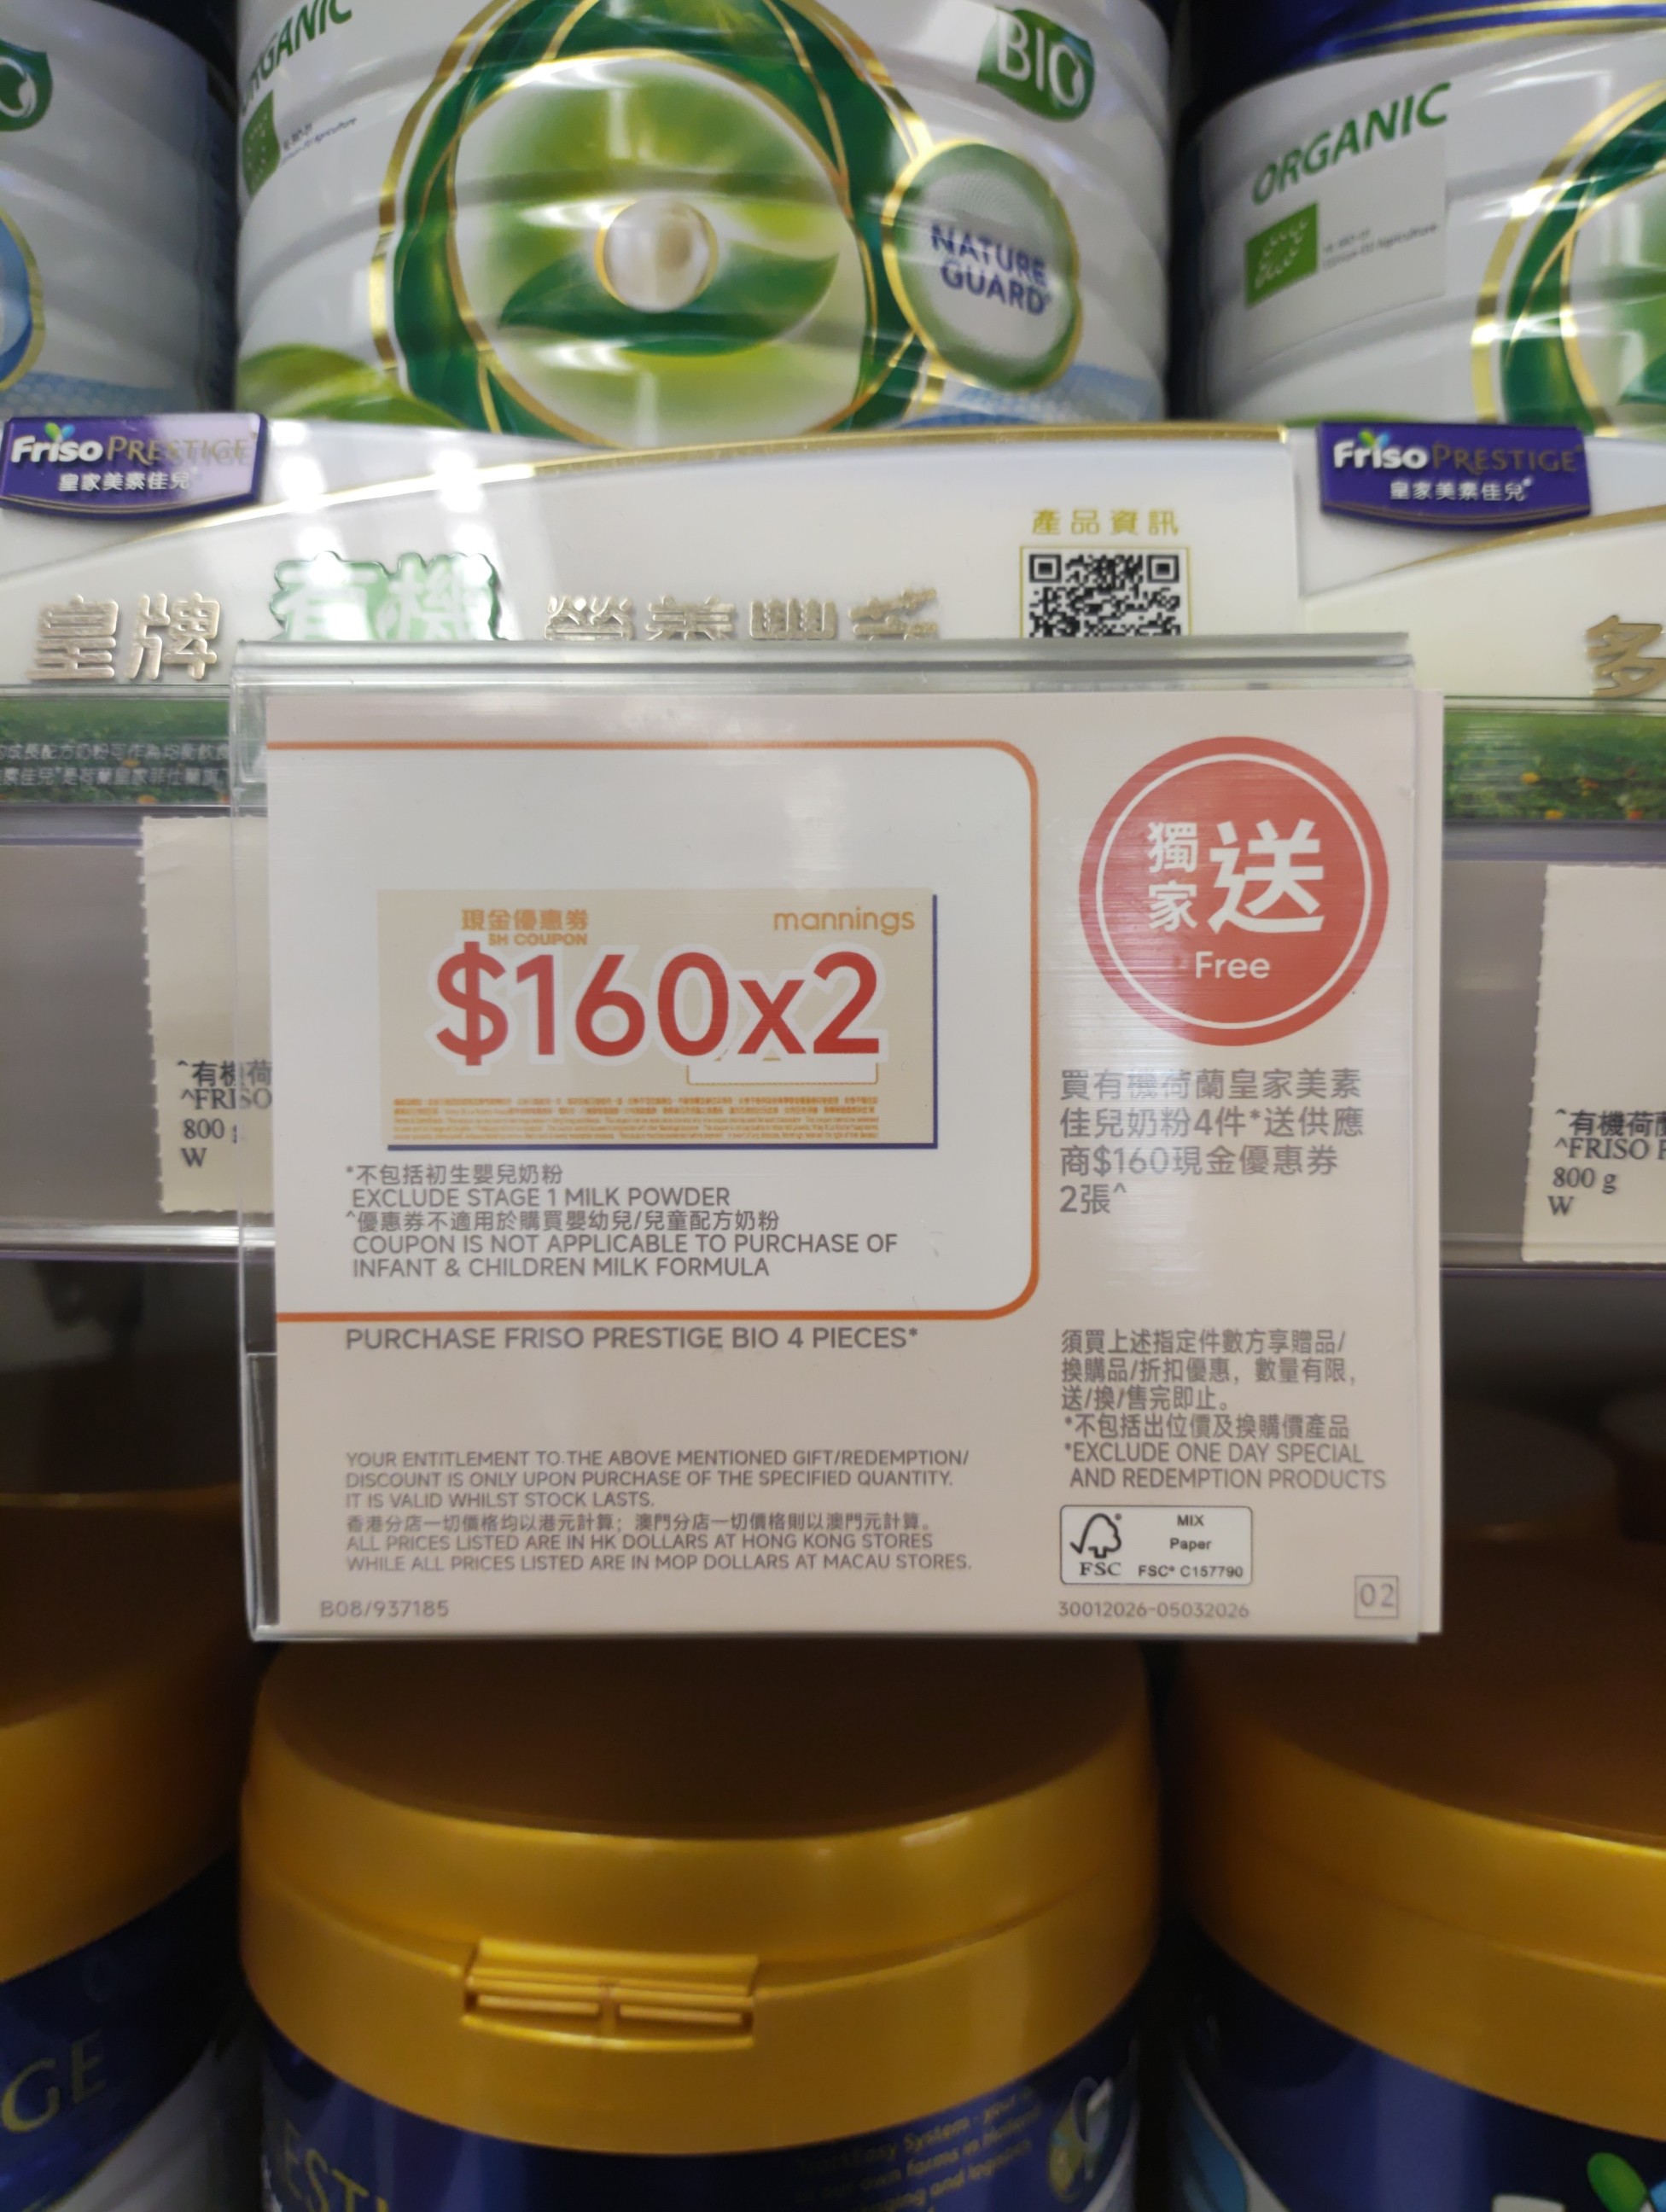 ORGANIC
BIO
NATURE
GUARD
ORGANIC
Friso PRESTIGE
皇家美素佳兒
Friso PRESTIGE
皇家美素佳兒
產品資訊
皇牌 有機
多
獨家送
Free
現金優惠券
mannings
SH COUPON
$160x2
*不包括初生嬰兒奶粉
EXCLUDE STAGE 1 MILK POWDER
^優惠券不適用於購買嬰幼兒/兒童配方奶粉
COUPON IS NOT APPLICABLE TO PURCHASE OF
INFANT & CHILDREN MILK FORMULA
買有機荷蘭皇家美素
佳兒奶粉4件*送供應
商$160現金優惠券
2張^
PURCHASE FRISO PRESTIGE BIO 4 PIECES*
YOUR ENTITLEMENT TO THE ABOVE MENTIONED GIFT/REDEMPTION/
DISCOUNT IS ONLY UPON PURCHASE OF THE SPECIFIED QUANTITY.
IT IS VALID WHILST STOCK LASTS.
香港分店一切價格均以港元計算；澳門分店一切價格則以澳門元計算。
ALL PRICES LISTED ARE IN HK DOLLARS AT HONG KONG STORES
WHILE ALL PRICES LISTED ARE IN MOP DOLLARS AT MACAU STORES.
B08/937185
須買上述指定件數方享贈品/
換購品/折扣優惠，數量有限，
送/換/售完即止。
*不包括出位價及換購價產品
*EXCLUDE ONE DAY SPECIAL
AND REDEMPTION PRODUCTS
FSC
MIX
Paper
FSC® C157790
30012026-05032026
02
^有機荷
^FRISO
800 g
W
^有機荷蘭
^FRISO P
800 g
W
GE